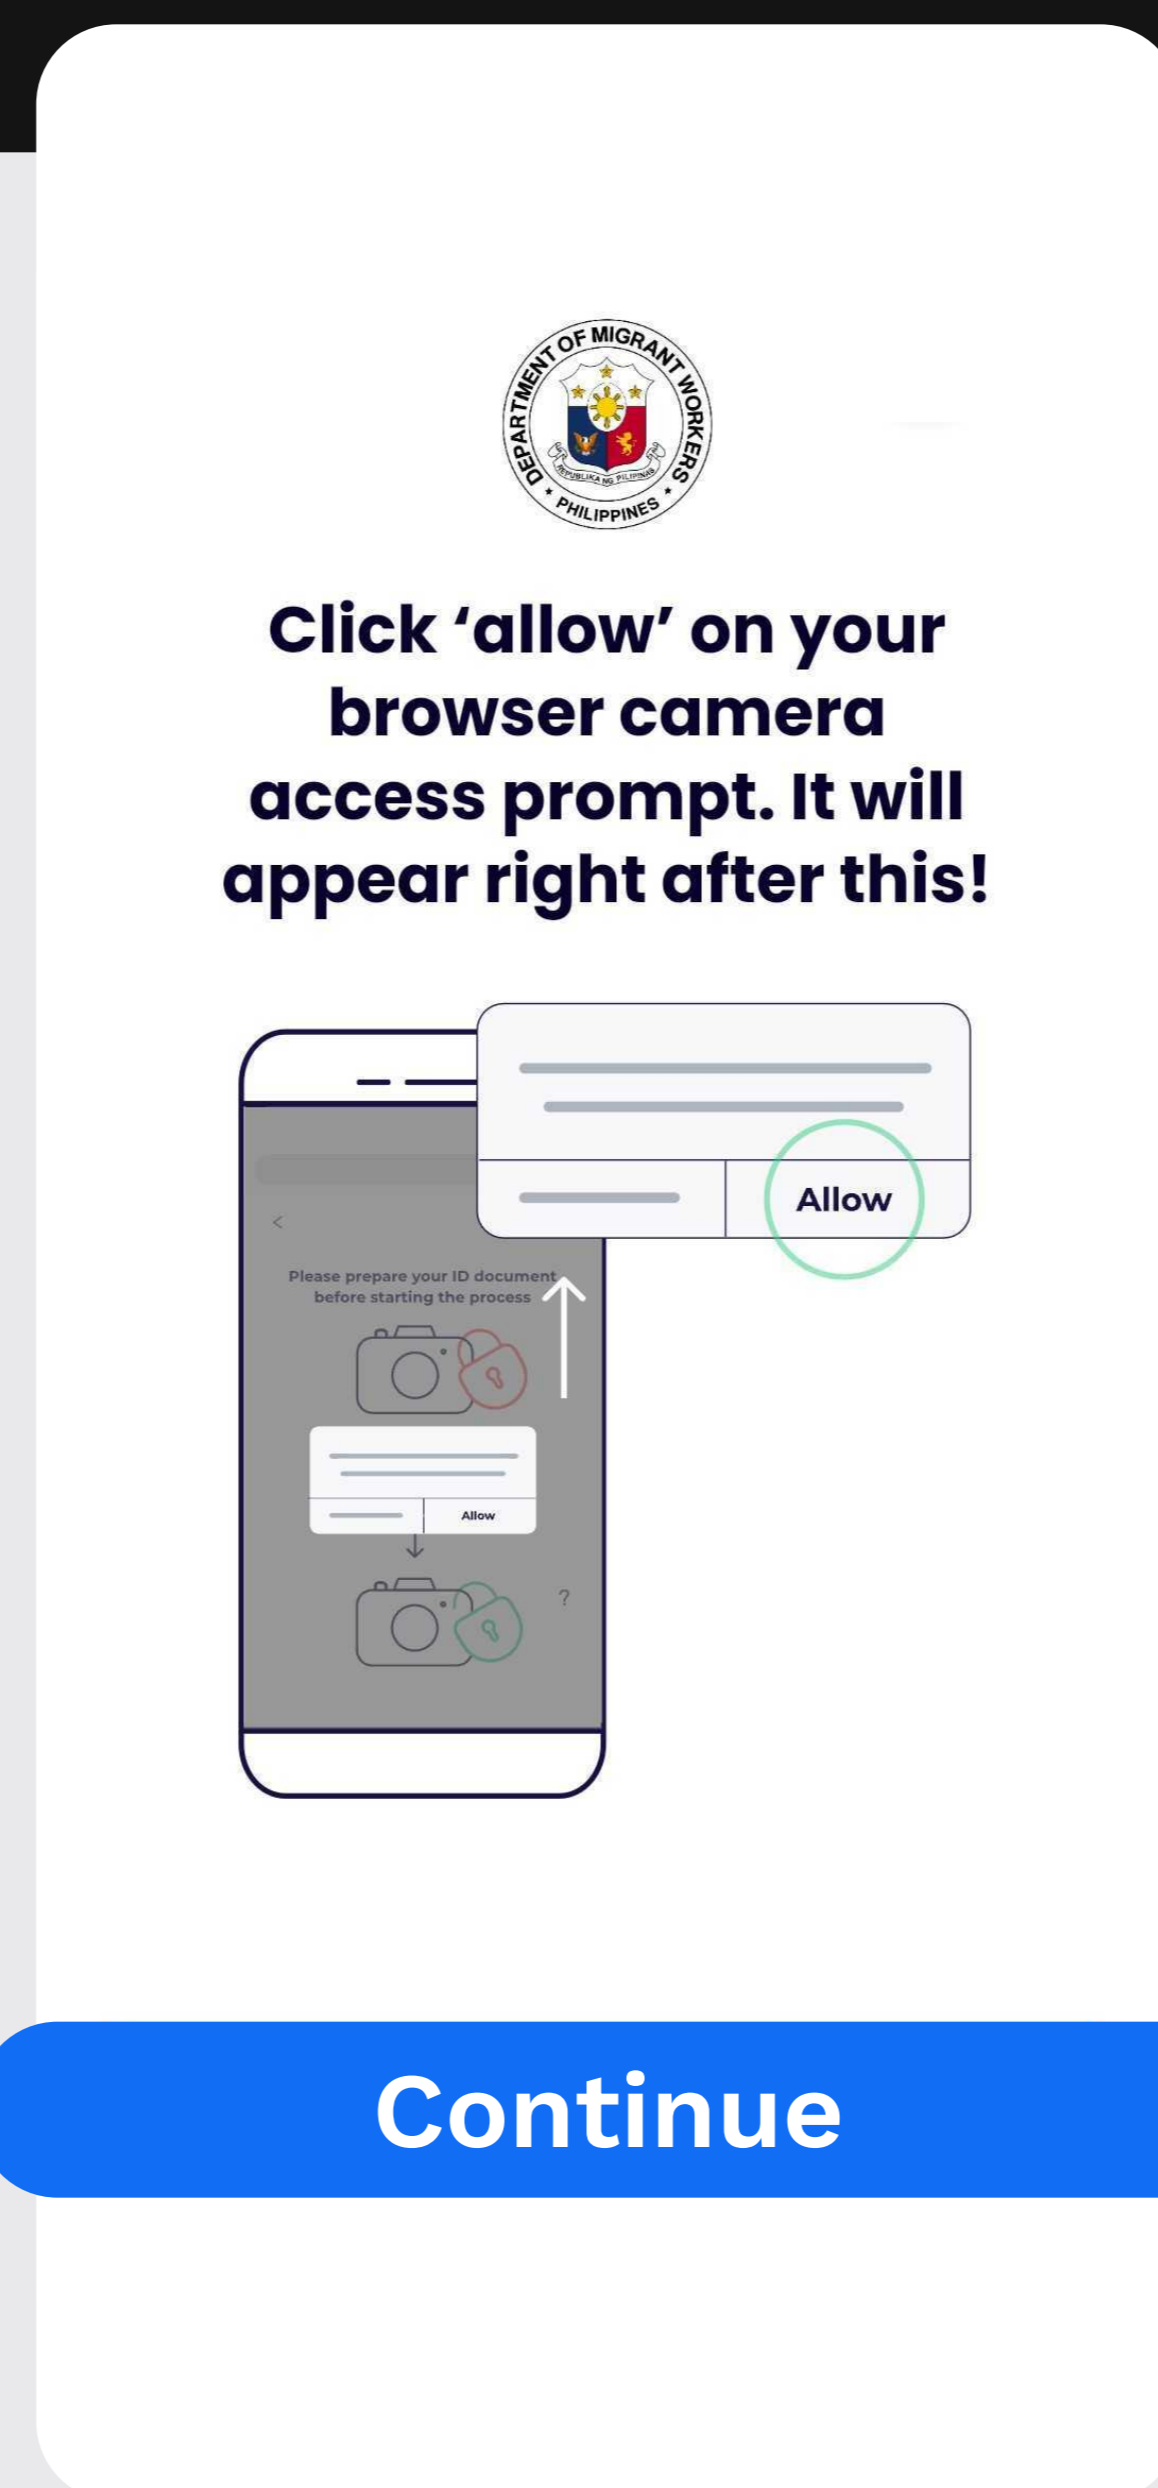 DEPARTMENT OF MIGRANT WORKERS
REPUBLIKA NG PILIPINAS
PHILIPPINES
Click ‘allow’ on your
browser camera
access prompt. It will
appear right after this!
Allow
<
Please prepare your ID document
before starting the process
Allow
?
Continue